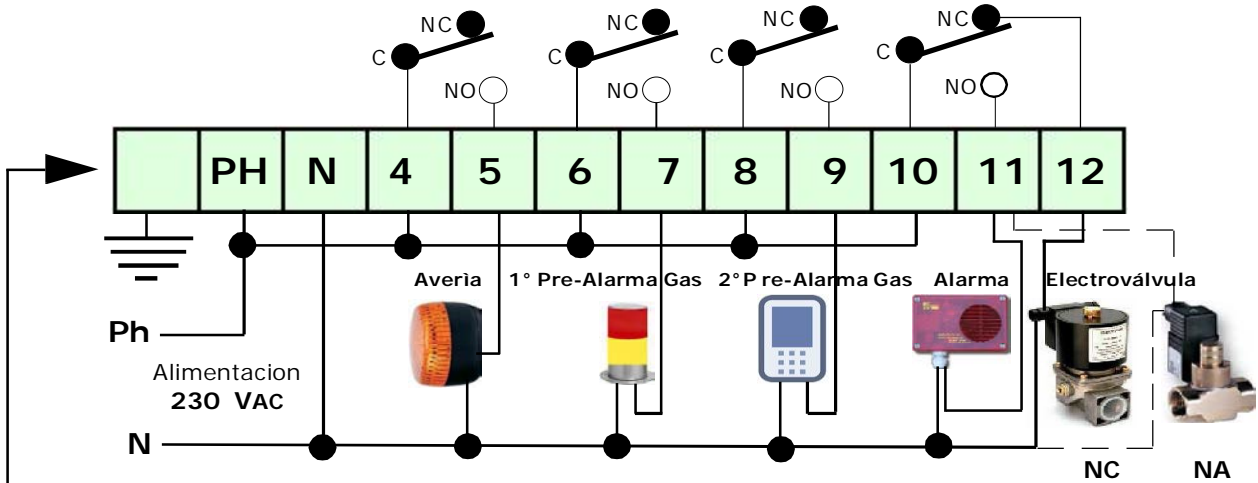 NC NC NC NC
C C C C
NO NO NO NO
PH N 4 5 6 7 8 9 10 11 12
Averìa 1° Pre-Alarma Gas 2°P re-Alarma Gas Alarma Electroválvula
Ph
Alimentacion
230 VAC
N
NC NA